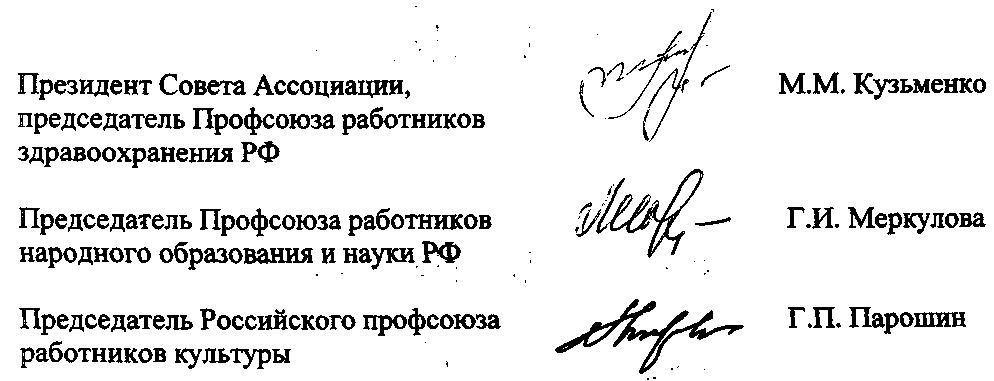 Президент Совета Ассоциации,
председатель Профсоюза работников
здравоохранения РФ
М.М. Кузьменко
Председатель Профсоюза работников
народного образования и науки РФ
Г.И. Меркулова
Председатель Российского профсоюза
работников культуры
Г.П. Парошин